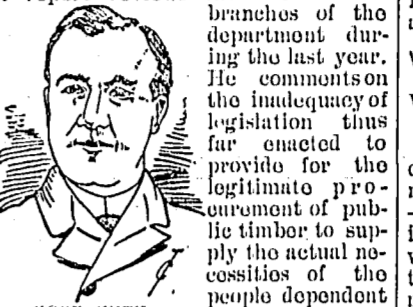 branches of the
department dur-
ing the last year.
He comments on
the inadequacy of
legislation thus
far enacted to
provide for the
legitimate pro-
curement of pub-
lic timber to sup-
ply the actual ne-
cessities of the
people dependent